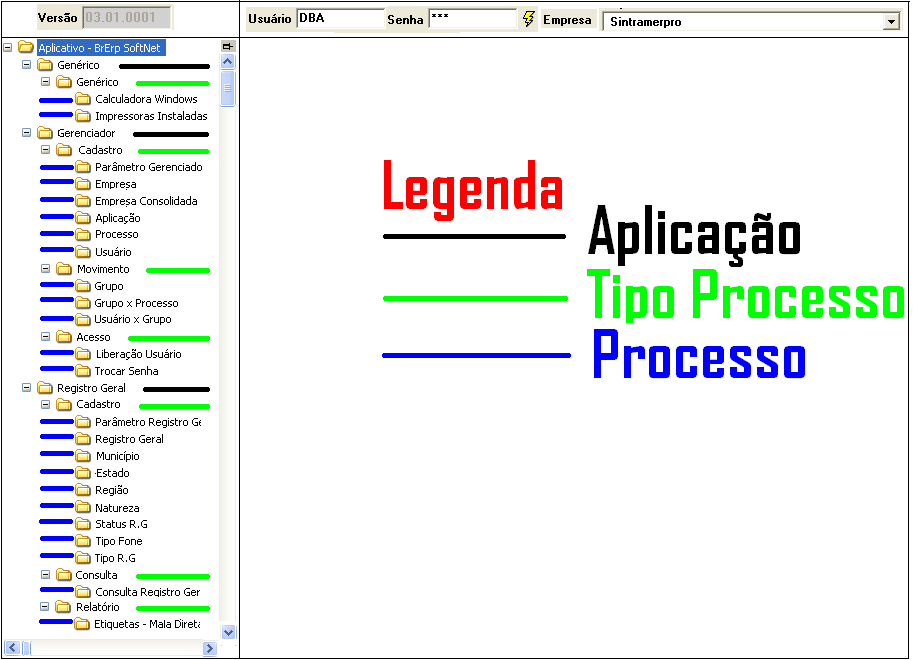 Versão 03.01.0001
Usuário DBA Senha *** Empresa Sintramerpro
Aplicativo - BrErp SoftNet
Genérico
Genérico
Calculadora Windows
Impressoras Instaladas
Gerenciador
Cadastro
Parâmetro Gerenciado
Empresa
Empresa Consolidada
Aplicação
Processo
Usuário
Movimento
Grupo
Grupo x Processo
Usuário x Grupo
Acesso
Liberação Usuário
Trocar Senha
Registro Geral
Cadastro
Parâmetro Registro Ge
Registro Geral
Município
Estado
Região
Natureza
Status R.G
Tipo Fone
Tipo R.G
Consulta
Consulta Registro Ger
Relatório
Etiquetas - Mala Direta
Legenda
Aplicação
Tipo Processo
Processo